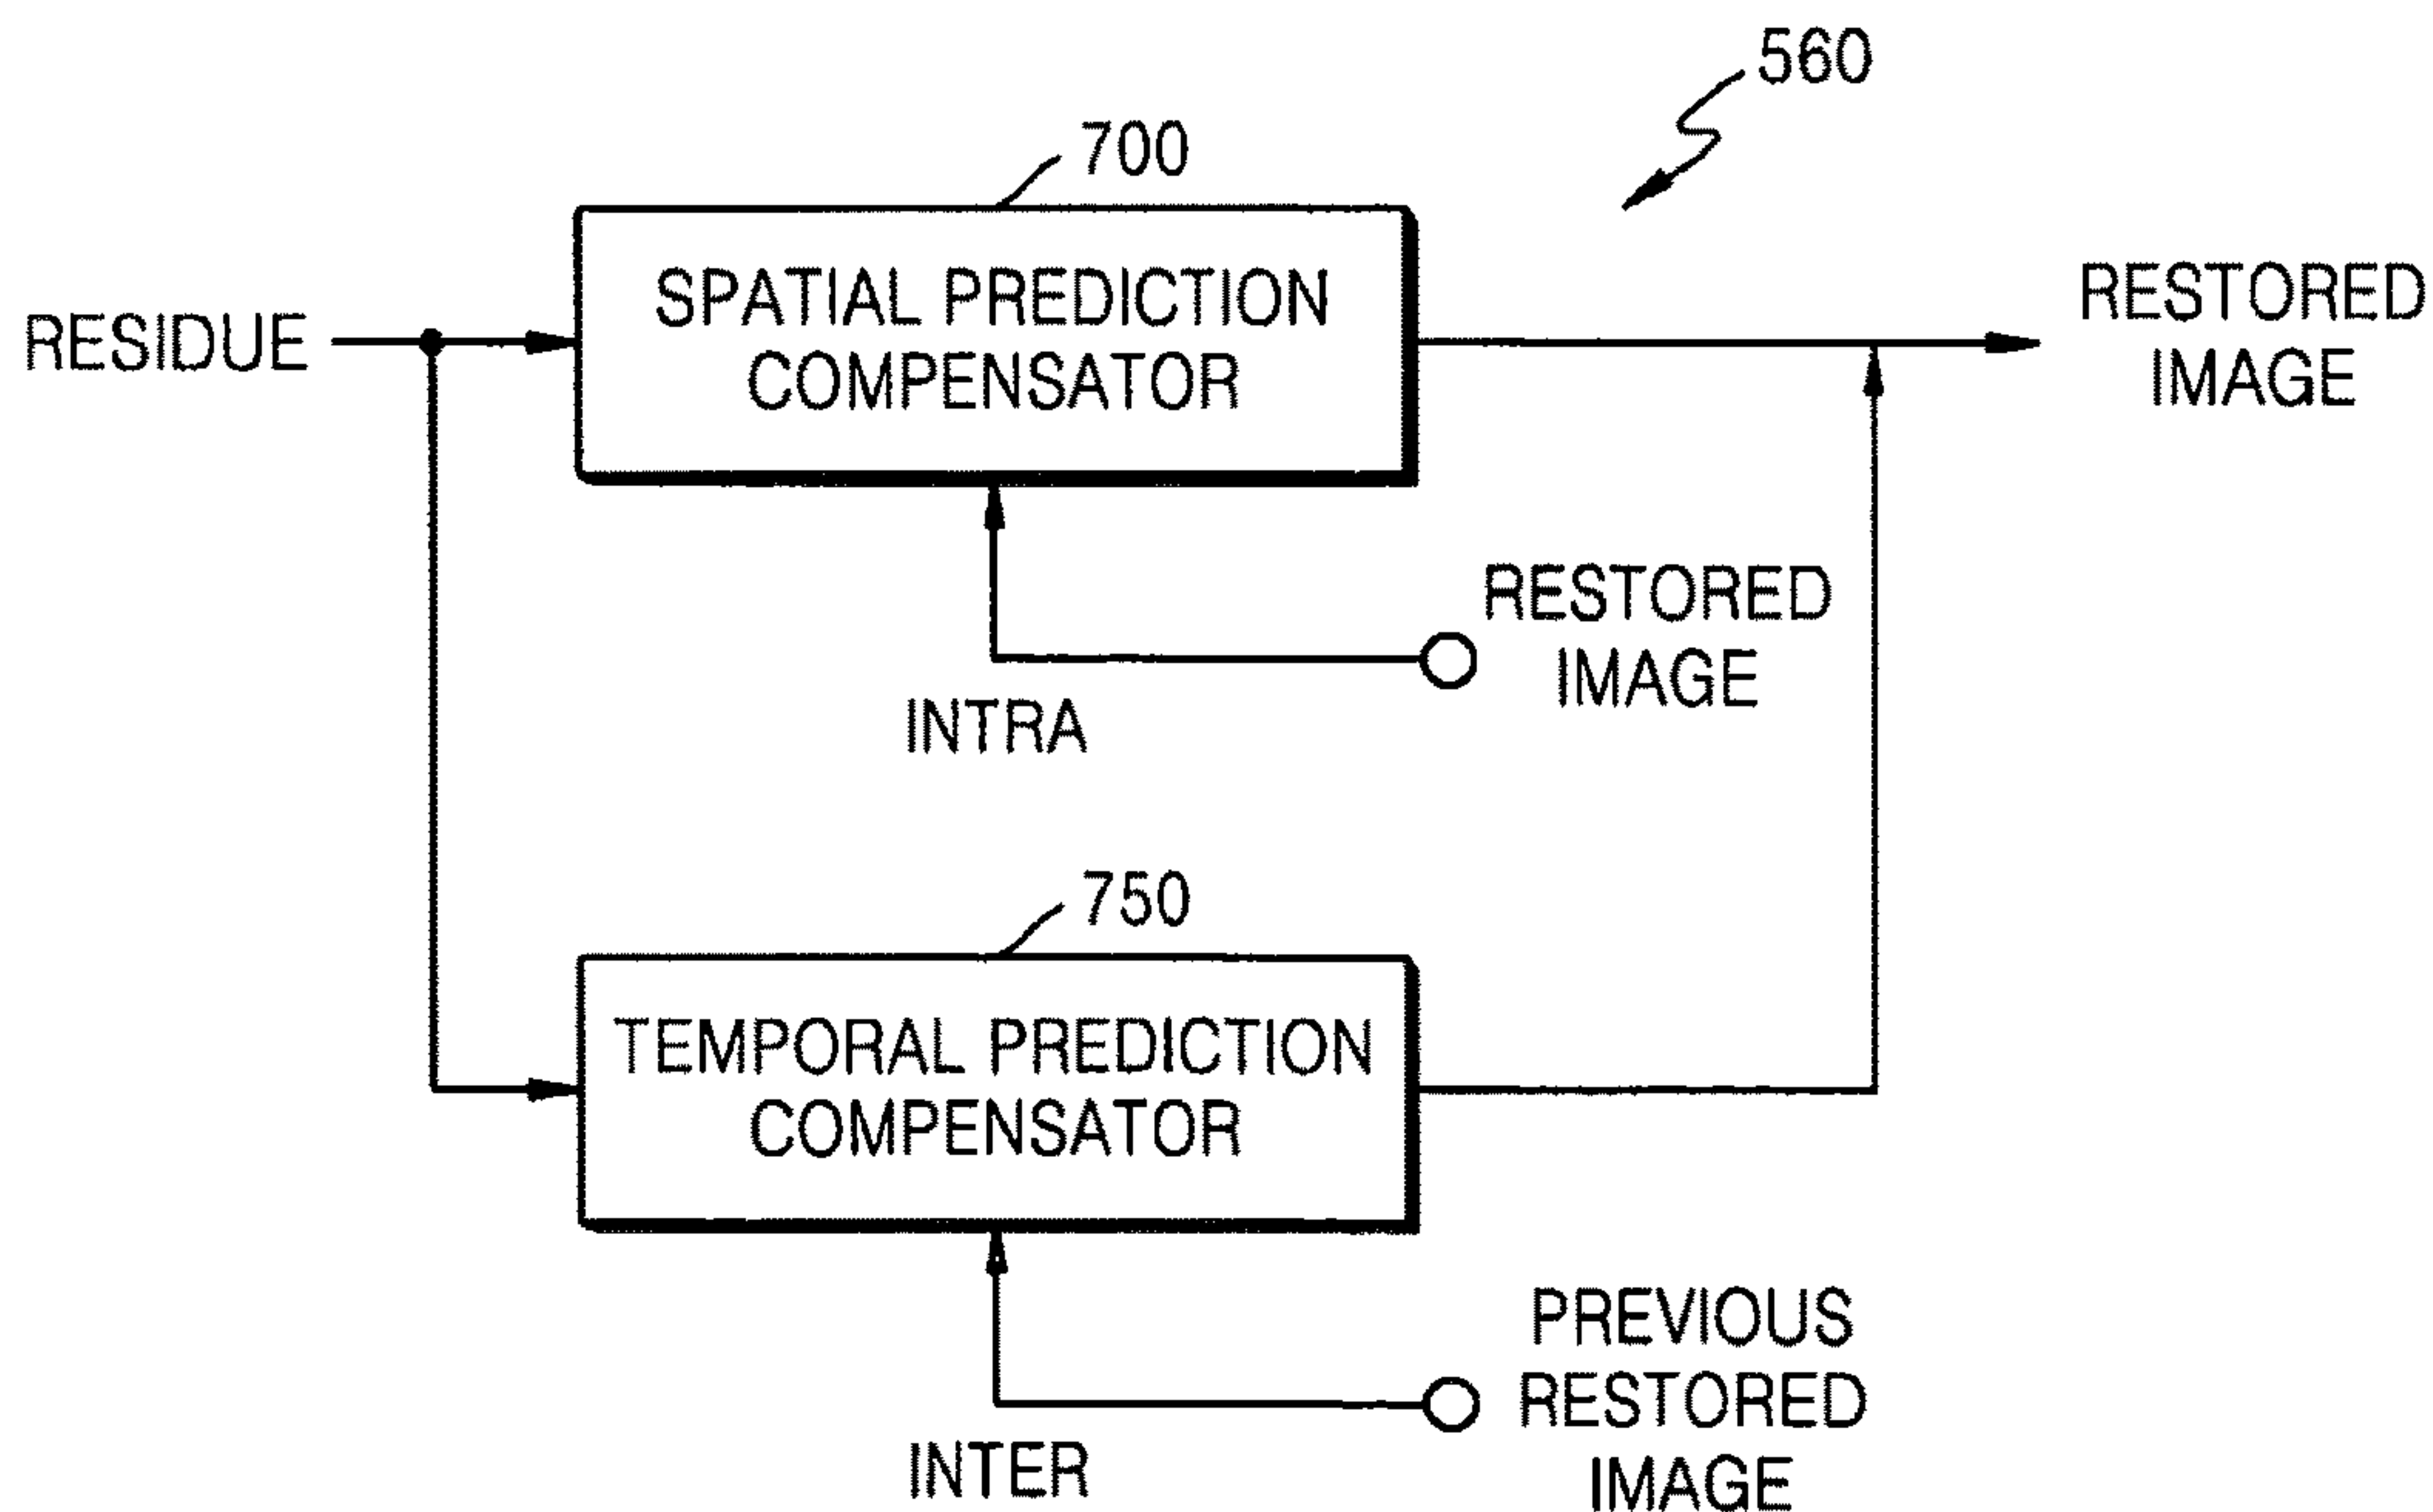 560
700
SPATIAL PREDICTION
COMPENSATOR
RESIDUE
RESTORED
IMAGE
RESTORED
IMAGE
INTRA
750
TEMPORAL PREDICTION
COMPENSATOR
PREVIOUS
RESTORED
IMAGE
INTER